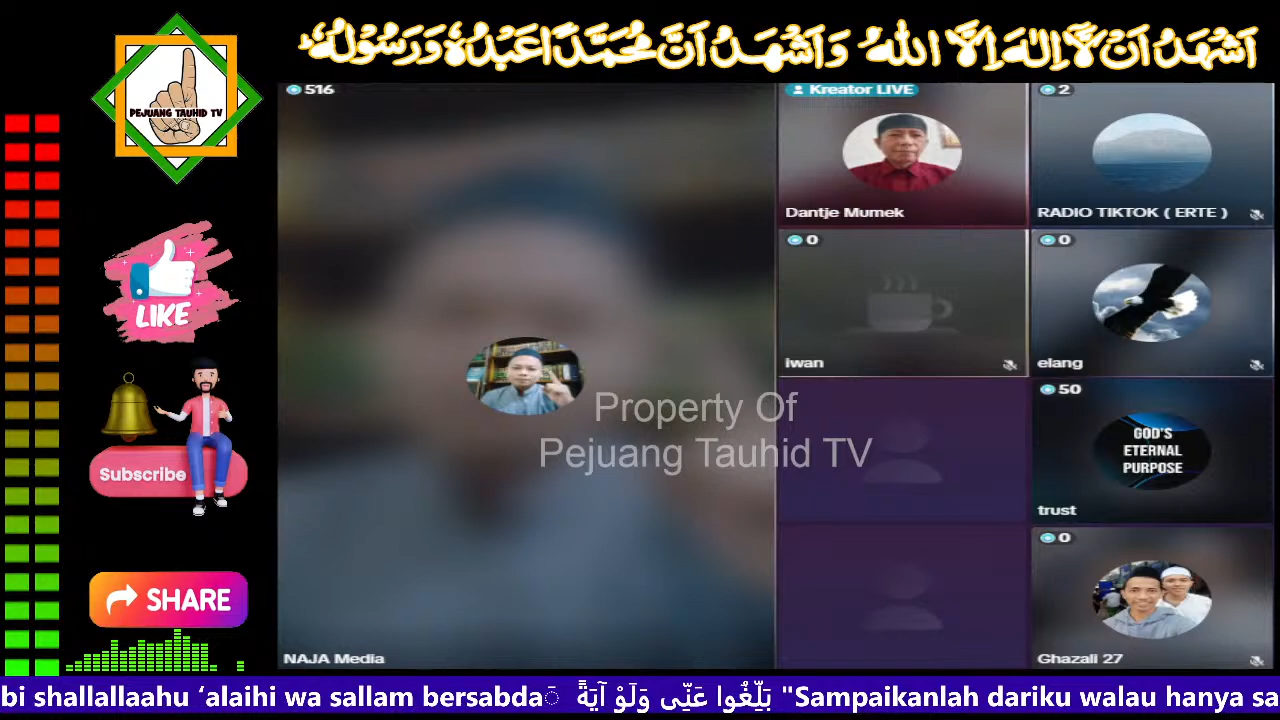 اَشْهَدُ اَنْ لَّا اِلٰهَ اِلَّا اللهُ وَاَشْهَدُ اَنَّ مُحَمَّدًا عَبْدُهٗ وَرَسُوْلُهٗ
PEJUANG TAUHID TV
516
Kreator LIVE
2
Dantje Mumek
RADIO TIKTOK ( ERTE )
0
0
LIKE
iwan
elang
Property Of
Pejuang Tauhid TV
50
GOD'S
ETERNAL
PURPOSE
Subscribe
trust
0
SHARE
NAJA Media
Ghazali 27
bi shallallaahu ‘alaihi wa sallam bersabda بَلِّغُوا عَنِّى وَلَوْ آيَةً "Sampaikanlah dariku walau hanya sa